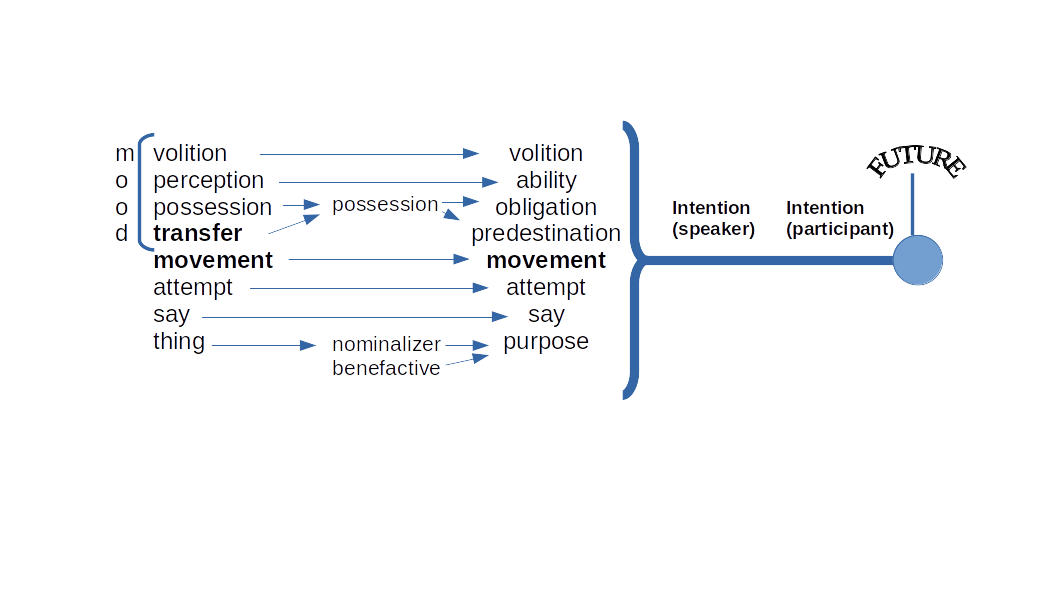 mood
volition
perception
possession
transfer
movement
attempt
say
thing
possession
nominalizer
benefactive
volition
ability
obligation
predestination
movement
attempt
say
purpose
Intention
(speaker)
Intention
(participant)
FUTURE